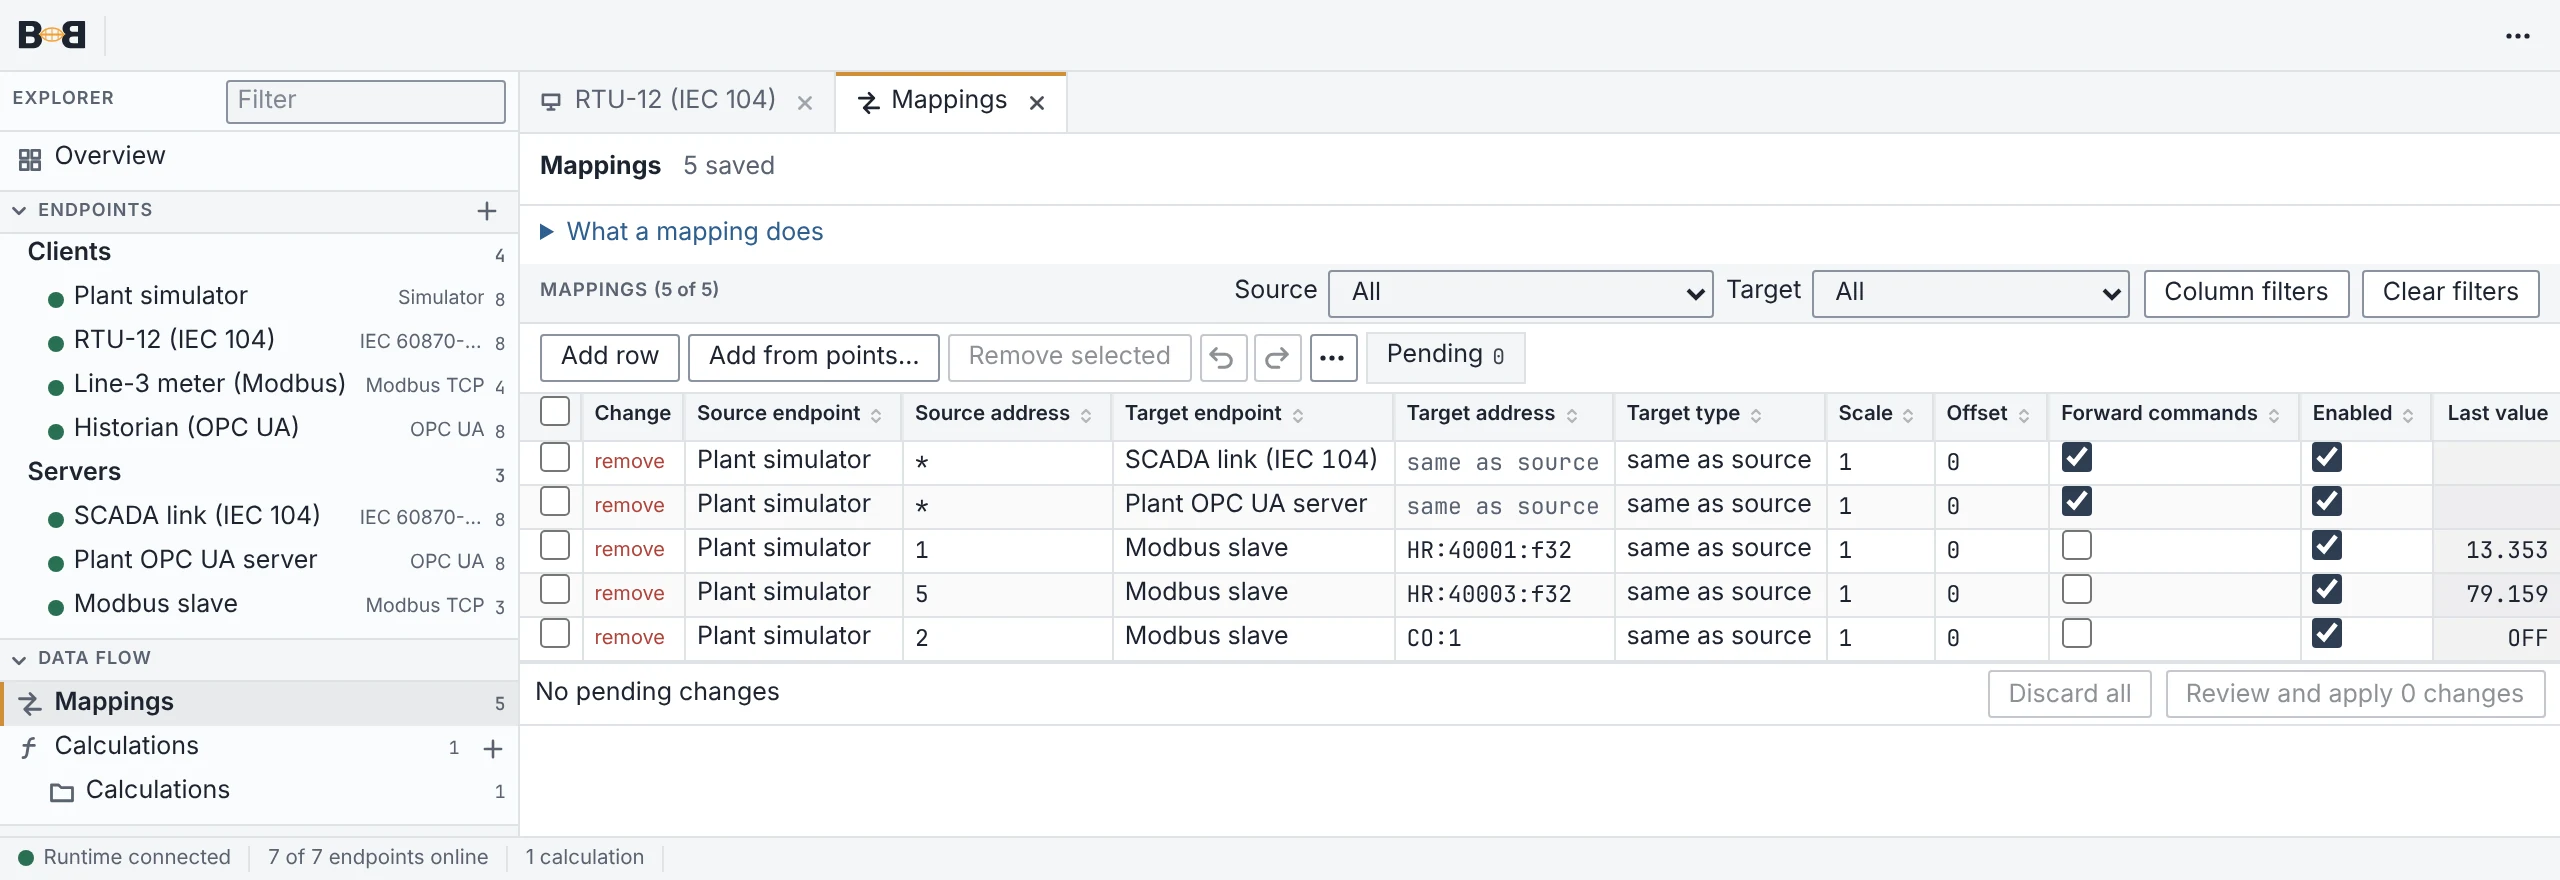 BB
EXPLORER Filter
RTU-12 (IEC 104) Mappings
Overview
Mappings 5 saved
ENDPOINTS
What a mapping does
Clients 4
Plant simulator Simulator 8
RTU-12 (IEC 104) IEC 60870-... 8
Line-3 meter (Modbus) Modbus TCP 4
Historian (OPC UA) OPC UA 8
Servers 3
SCADA link (IEC 104) IEC 60870-... 8
Plant OPC UA server OPC UA 8
Modbus slave Modbus TCP 3
DATA FLOW
Mappings 5
Calculations 1
Calculations 1
MAPPINGS (5 of 5) Source All Target All Column filters Clear filters
Add row Add from points... Remove selected ... Pending 0
Change Source endpoint Source address Target endpoint Target address Target type Scale Offset Forward commands Enabled Last value
remove Plant simulator * SCADA link (IEC 104) same as source same as source 1 0
remove Plant simulator * Plant OPC UA server same as source same as source 1 0
remove Plant simulator 1 Modbus slave HR:40001:f32 same as source 1 0 13.353
remove Plant simulator 5 Modbus slave HR:40003:f32 same as source 1 0 79.159
remove Plant simulator 2 Modbus slave CO:1 same as source 1 0 OFF
No pending changes Discard all Review and apply 0 changes
Runtime connected 7 of 7 endpoints online 1 calculation